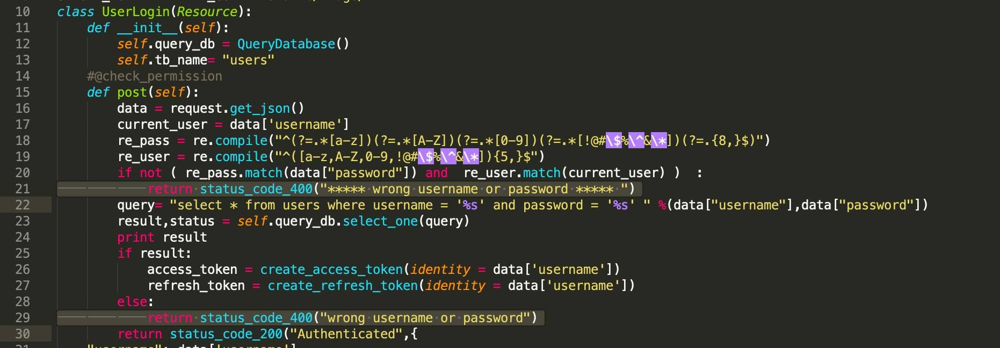 10 class UserLogin(Resource):
11 def __init__(self):
12 self.query_db = QueryDatabase()
13 self.tb_name= "users"
14 #@check_permission
15 def post(self):
16 data = request.get_json()
17 current_user = data['username']
18 re_pass = re.compile("^(?=.*[a-z])(?=.*[A-Z])(?=.*[0-9])(?=.*[!@#\$%\^&\*])(?=.{8,}$)")
19 re_user = re.compile("^([a-z,A-Z,0-9,!@#\$%\^&\*]){5,}$")
20 if not ( re_pass.match(data["password"]) and  re_user.match(current_user) )  :
21 return status_code_400("***** wrong username or password ***** ")
22 query= "select * from users where username = '%s' and password = '%s' " %(data["username"],data["password"])
23 result,status = self.query_db.select_one(query)
24 print result
25 if result:
26 access_token = create_access_token(identity = data['username'])
27 refresh_token = create_refresh_token(identity = data['username'])
28 else:
29 return status_code_400("wrong username or password")
30 return status_code_200("Authenticated",{
31 "username": data['username'],